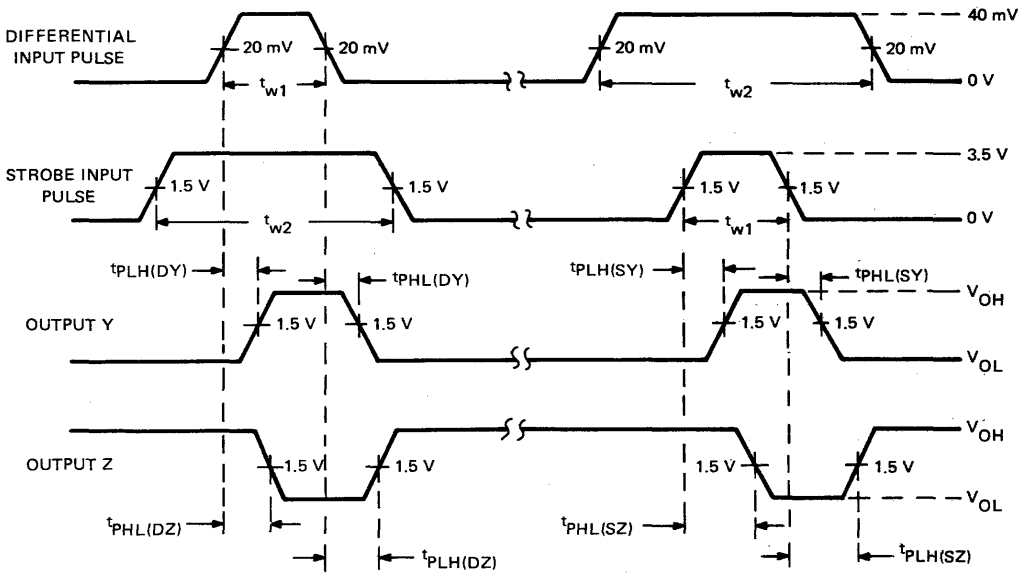 DIFFERENTIAL
INPUT PULSE
20 mV
20 mV
20 mV
20 mV
40 mV
0 V
tw1
tw2
STROBE INPUT
PULSE
1.5 V
1.5 V
1.5 V
1.5 V
3.5 V
0 V
tw2
tw1
tPLH(DY)
tPHL(DY)
tPLH(SY)
tPHL(SY)
OUTPUT Y
1.5 V
1.5 V
1.5 V
1.5 V
VOH
VOL
OUTPUT Z
1.5 V
1.5 V
1.5 V
1.5 V
VOH
VOL
tPHL(DZ)
tPLH(DZ)
tPHL(SZ)
tPLH(SZ)